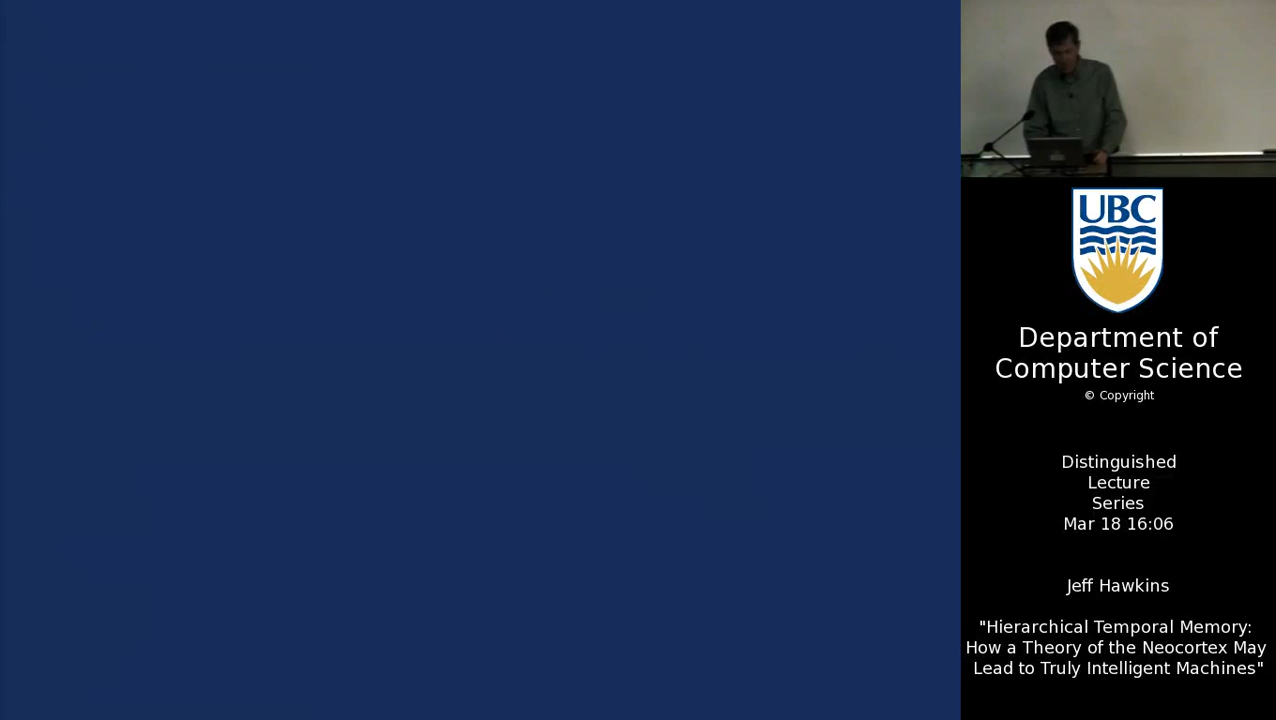 UBC
Department of
Computer Science
© Copyright
Distinguished
Lecture
Series
Mar 18 16:06
Jeff Hawkins
"Hierarchical Temporal Memory:
How a Theory of the Neocortex May
Lead to Truly Intelligent Machines"